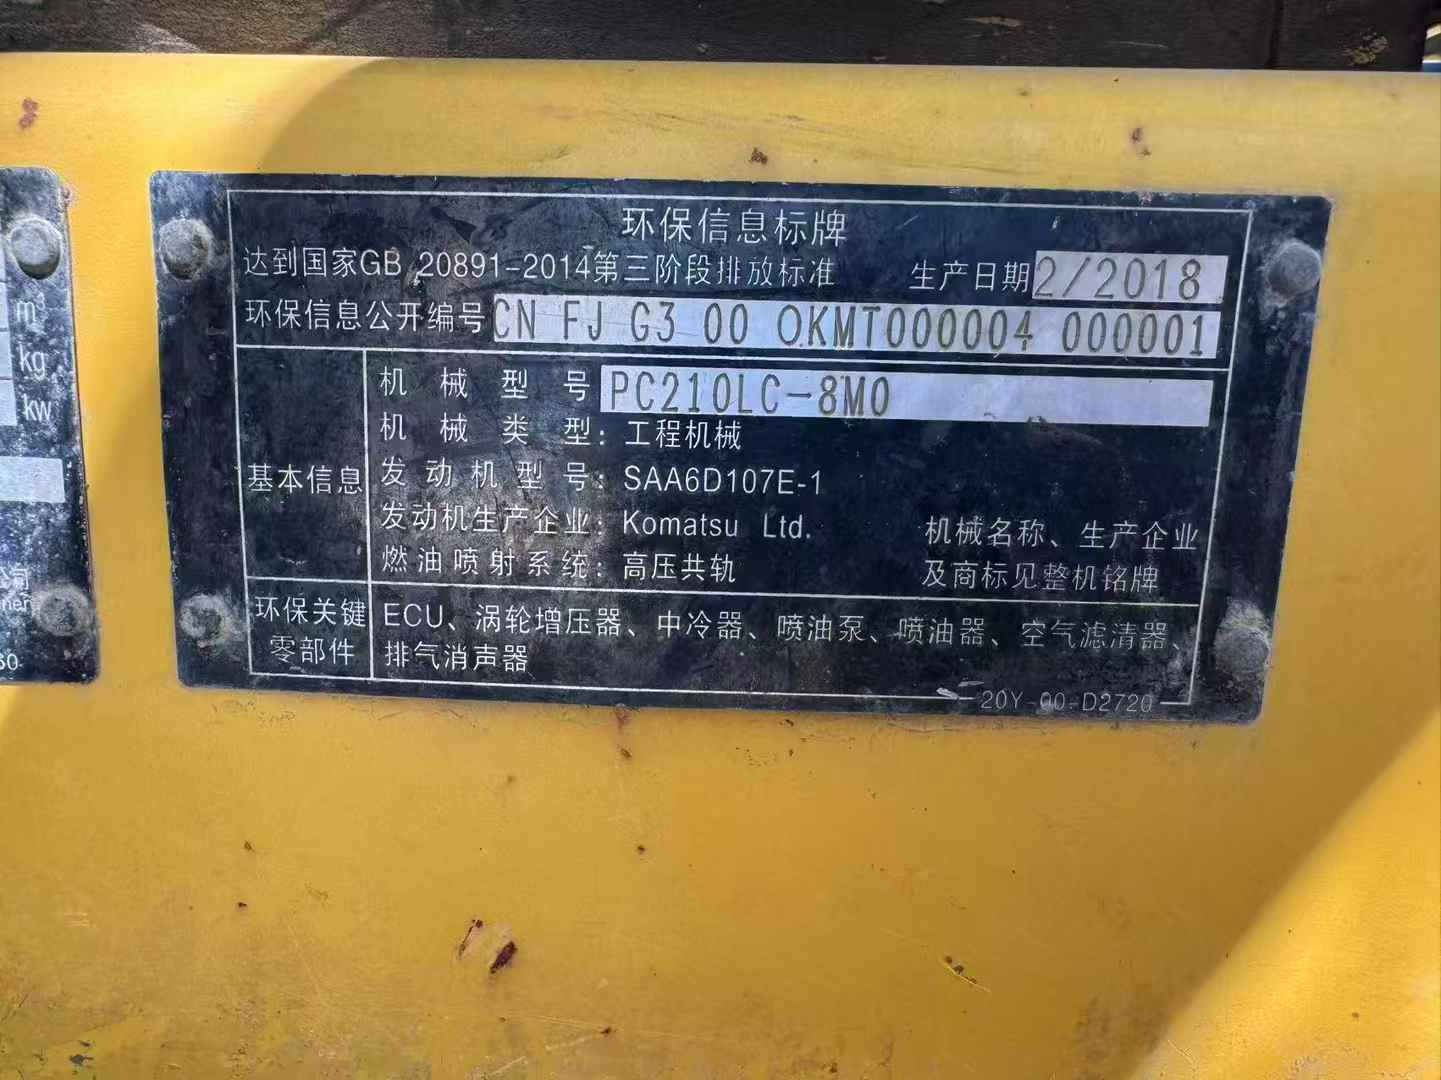 m³
kg
kw
公司
60
环保信息标牌
达到国家GB 20891-2014第三阶段排放标准 生产日期 2/2018
环保信息公开编号 CN FJ G3 00 0KMT000004 000001
基本信息
机械型号 PC210LC-8M0
机械类型：工程机械
发动机型号：SAA6D107E-1
发动机生产企业：Komatsu Ltd.
燃油喷射系统：高压共轨
机械名称、生产企业
及商标见整机铭牌
环保关键
零部件
ECU、涡轮增压器、中冷器、喷油泵、喷油器、空气滤清器、
排气消声器
20Y-00-D2720